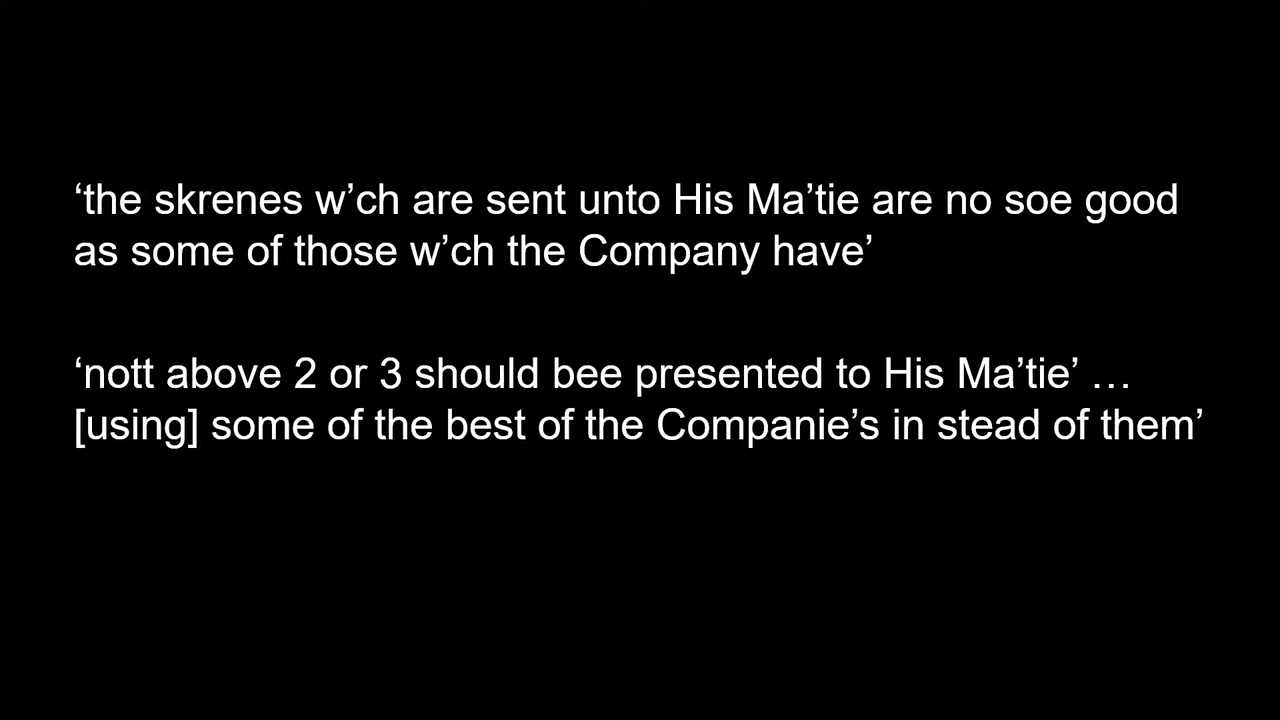 ‘the skrenes w’ch are sent unto His Ma’tie are no soe good
as some of those w’ch the Company have’
‘nott above 2 or 3 should bee presented to His Ma’tie’ …
[using] some of the best of the Companie’s in stead of them’